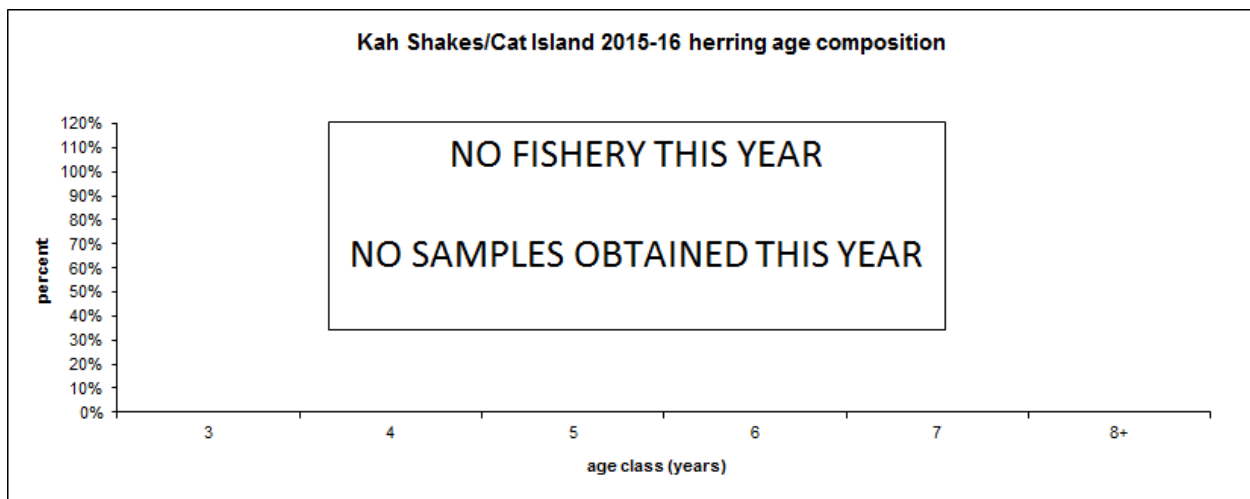 Kah Shakes/Cat Island 2015-16 herring age composition
120%
110%
100%
90%
80%
70%
60%
50%
40%
30%
20%
10%
0%
percent
NO FISHERY THIS YEAR
NO SAMPLES OBTAINED THIS YEAR
3 4 5 6 7 8+
age class (years)